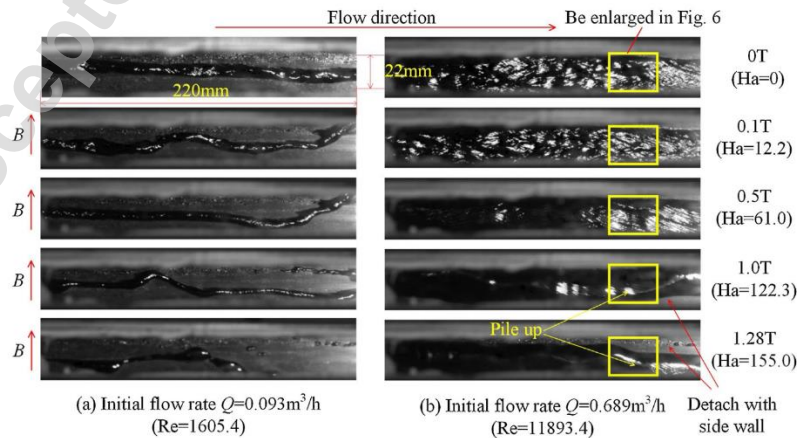 Flow direction
Be enlarged in Fig. 6
22mm
220mm
0T
(Ha=0)
B
0.1T
(Ha=12.2)
B
0.5T
(Ha=61.0)
B
1.0T
(Ha=122.3)
Pile up
B
1.28T
(Ha=155.0)
(a) Initial flow rate Q=0.093m³/h
(Re=1605.4)
(b) Initial flow rate Q=0.689m³/h
(Re=11893.4)
Detach with
side wall